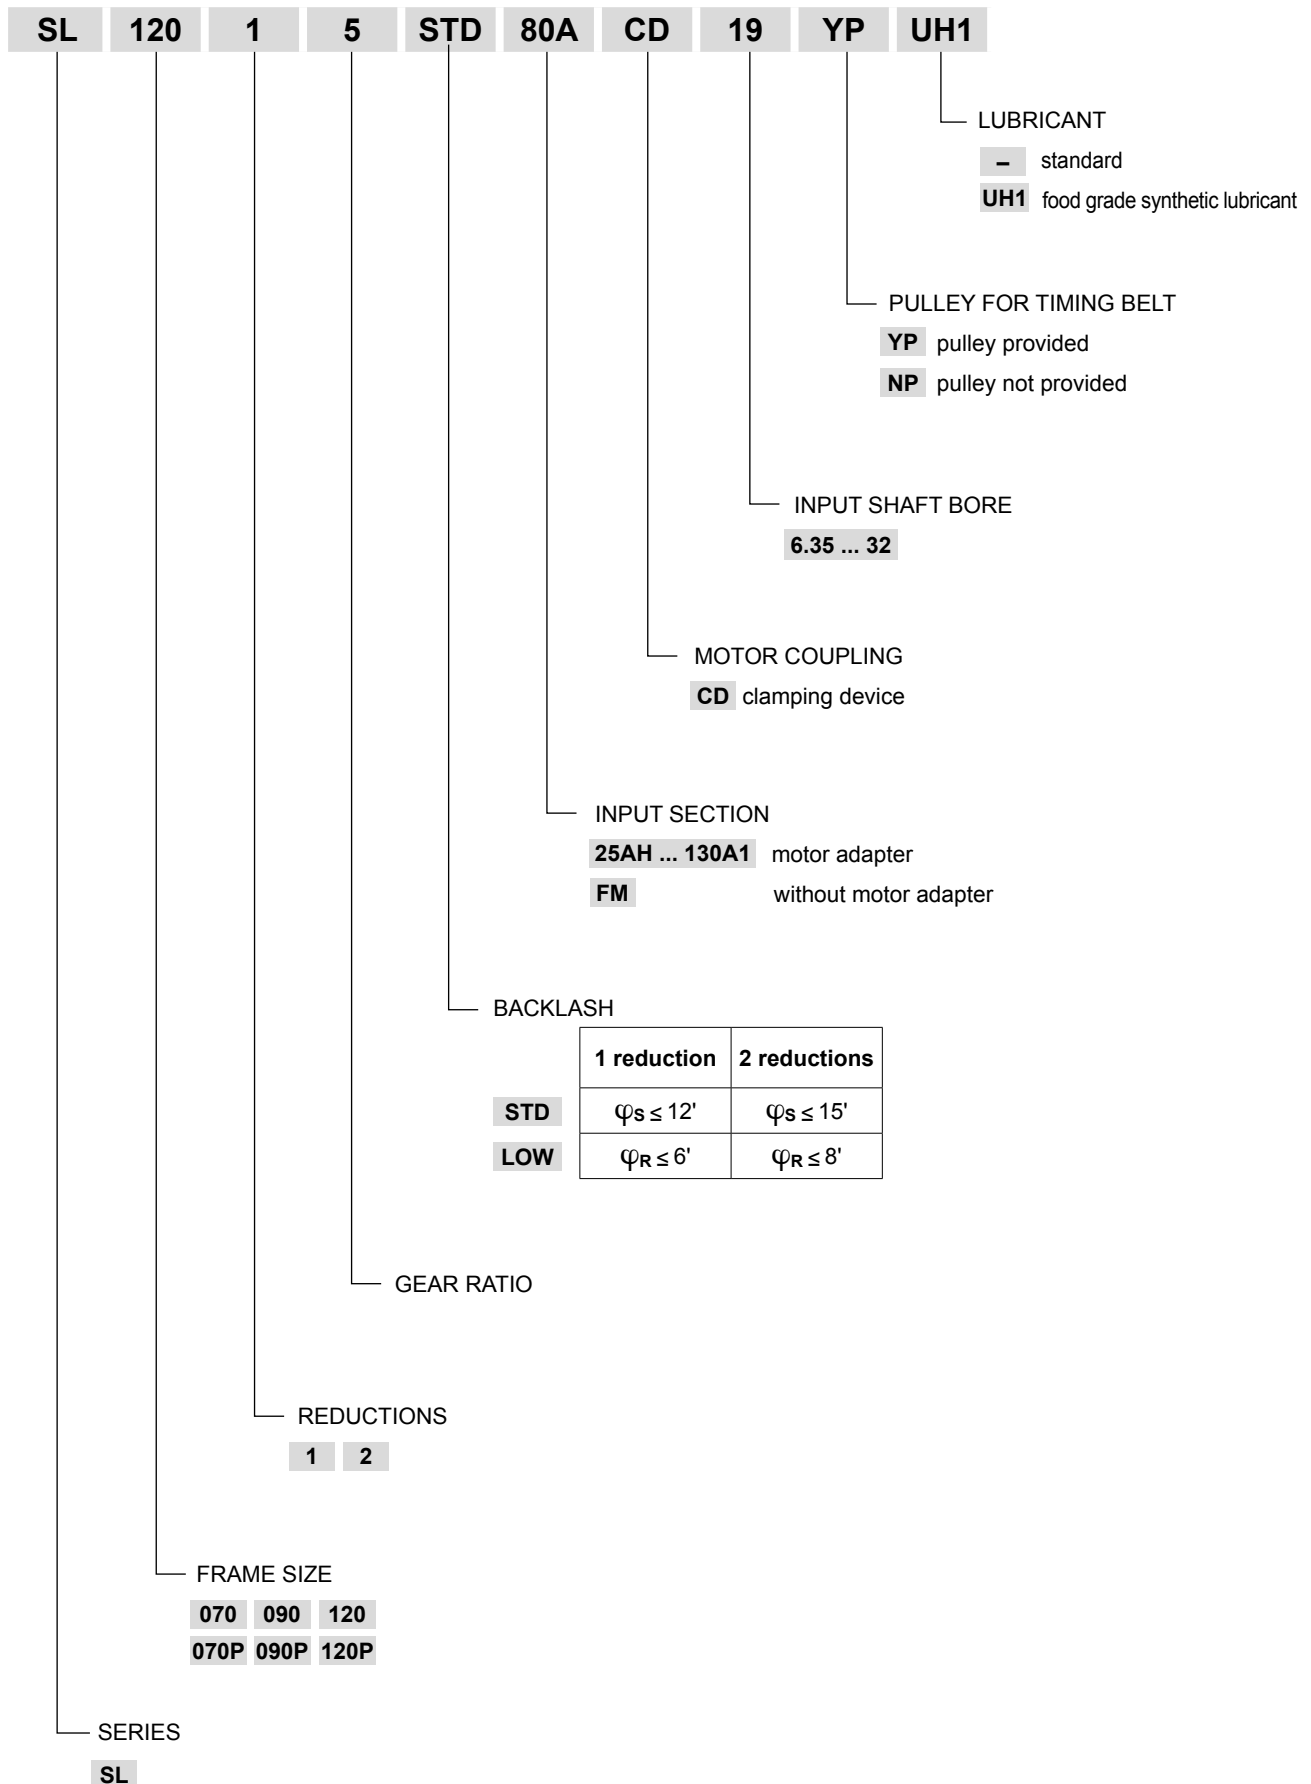 SL 120 1 5 STD 80A CD 19 YP UH1
LUBRICANT
– standard
UH1 food grade synthetic lubricant
PULLEY FOR TIMING BELT
YP pulley provided
NP pulley not provided
INPUT SHAFT BORE
6.35 ... 32
MOTOR COUPLING
CD clamping device
INPUT SECTION
25AH ... 130A1 motor adapter
FM without motor adapter
BACKLASH
1 reduction 2 reductions
STD φS ≤ 12' φS ≤ 15'
LOW φR ≤ 6' φR ≤ 8'
GEAR RATIO
REDUCTIONS
1 2
FRAME SIZE
070 090 120
070P 090P 120P
SERIES
SL